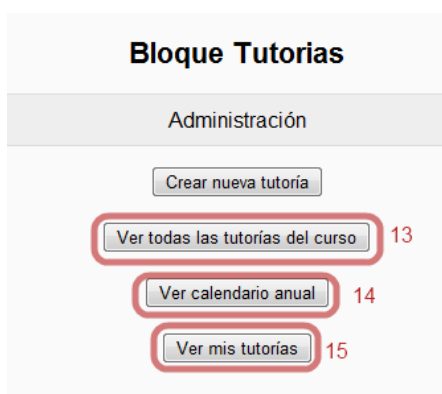 Bloque Tutorias
Administración
Crear nueva tutoría
Ver todas las tutorías del curso 13
Ver calendario anual 14
Ver mis tutorías 15